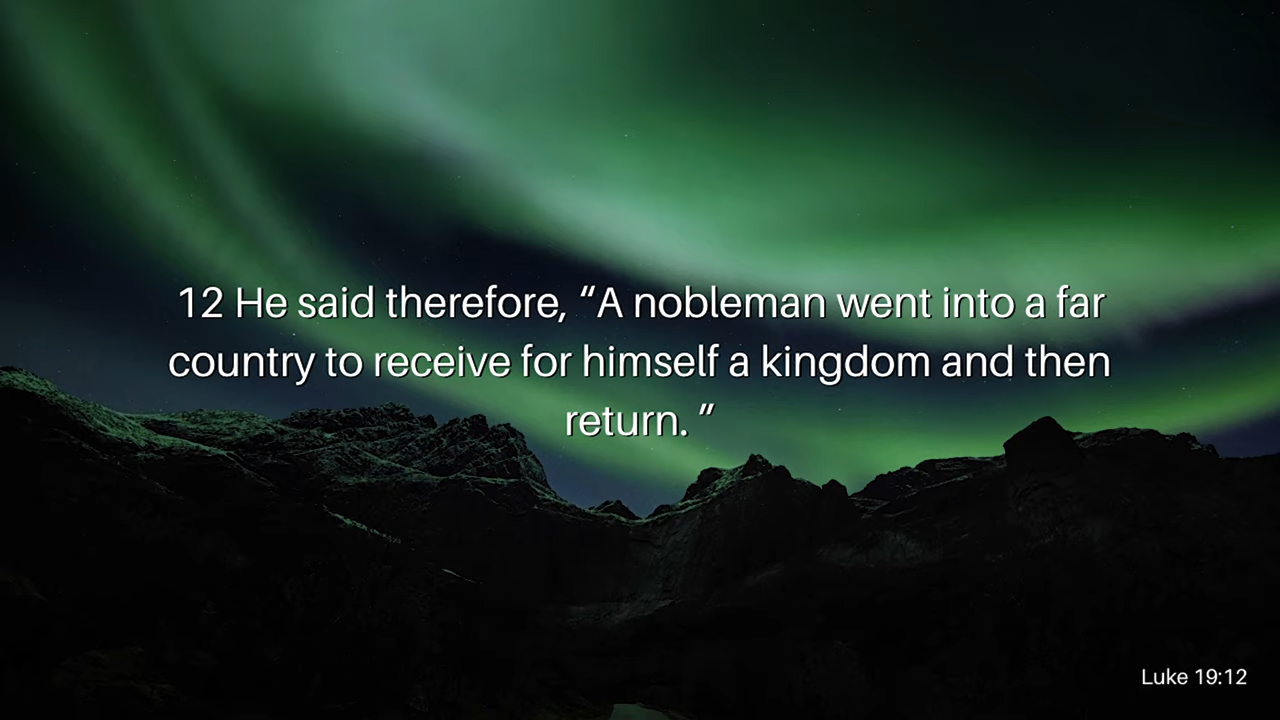 12 He said therefore, “A nobleman went into a far
country to receive for himself a kingdom and then
return. ”
Luke 19:12